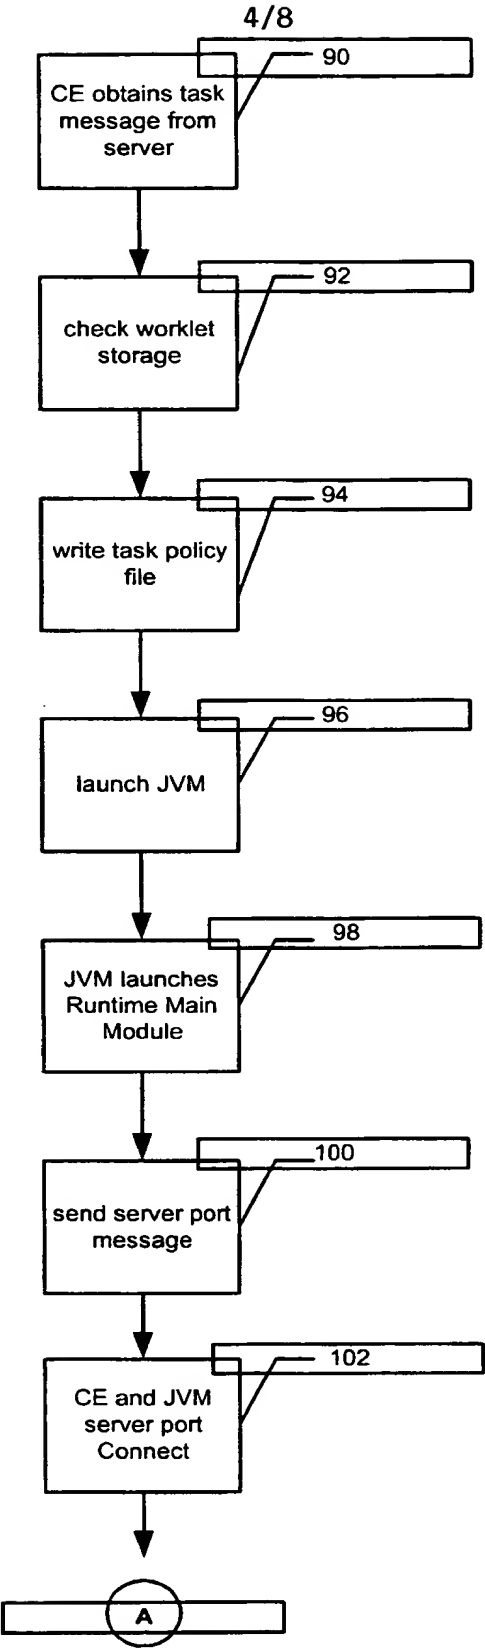 4/8
90
CE obtains task
message from
server
92
check worklet
storage
94
write task policy
file
96
launch JVM
98
JVM launches
Runtime Main
Module
100
send server port
message
102
CE and JVM
server port
Connect
A